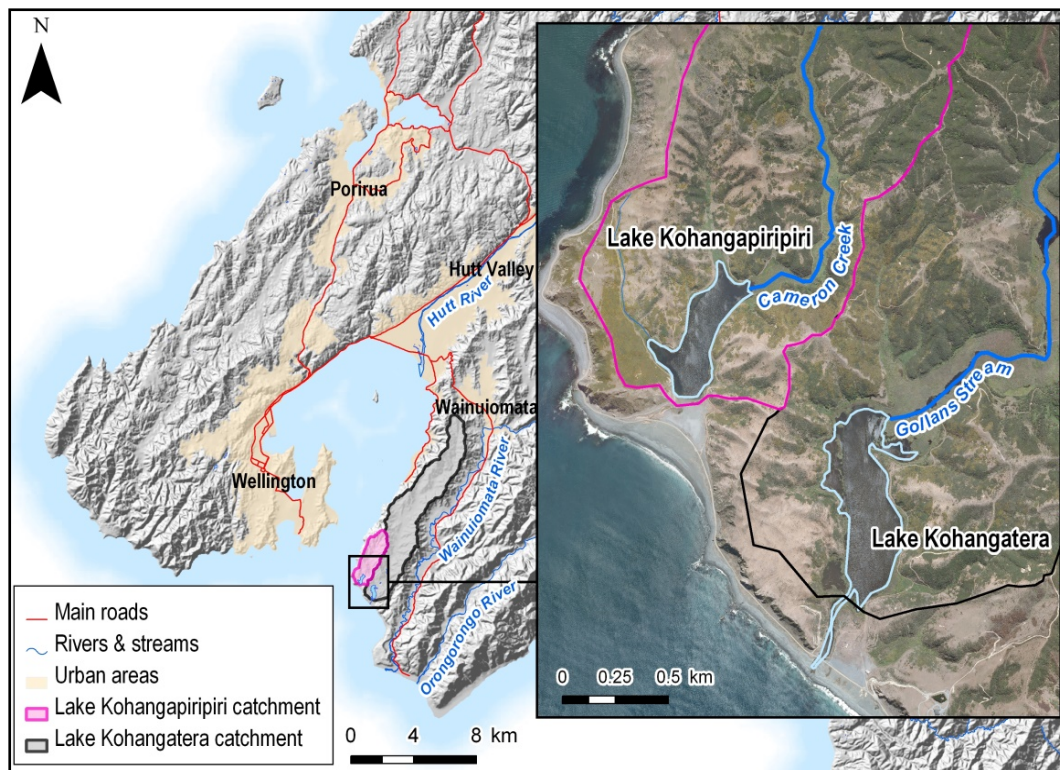 N
Porirua
Hutt Valley
Hutt River
Wainuiomata
Wellington
Wainuiomata River
Orongorongo River
Main roads
Rivers & streams
Urban areas
Lake Kohangapiripiri catchment
Lake Kohangatera catchment
0 4 8 km
Lake Kohangapiripiri
Cameron Creek
Gollans Stream
Lake Kohangatera
0 0.25 0.5 km